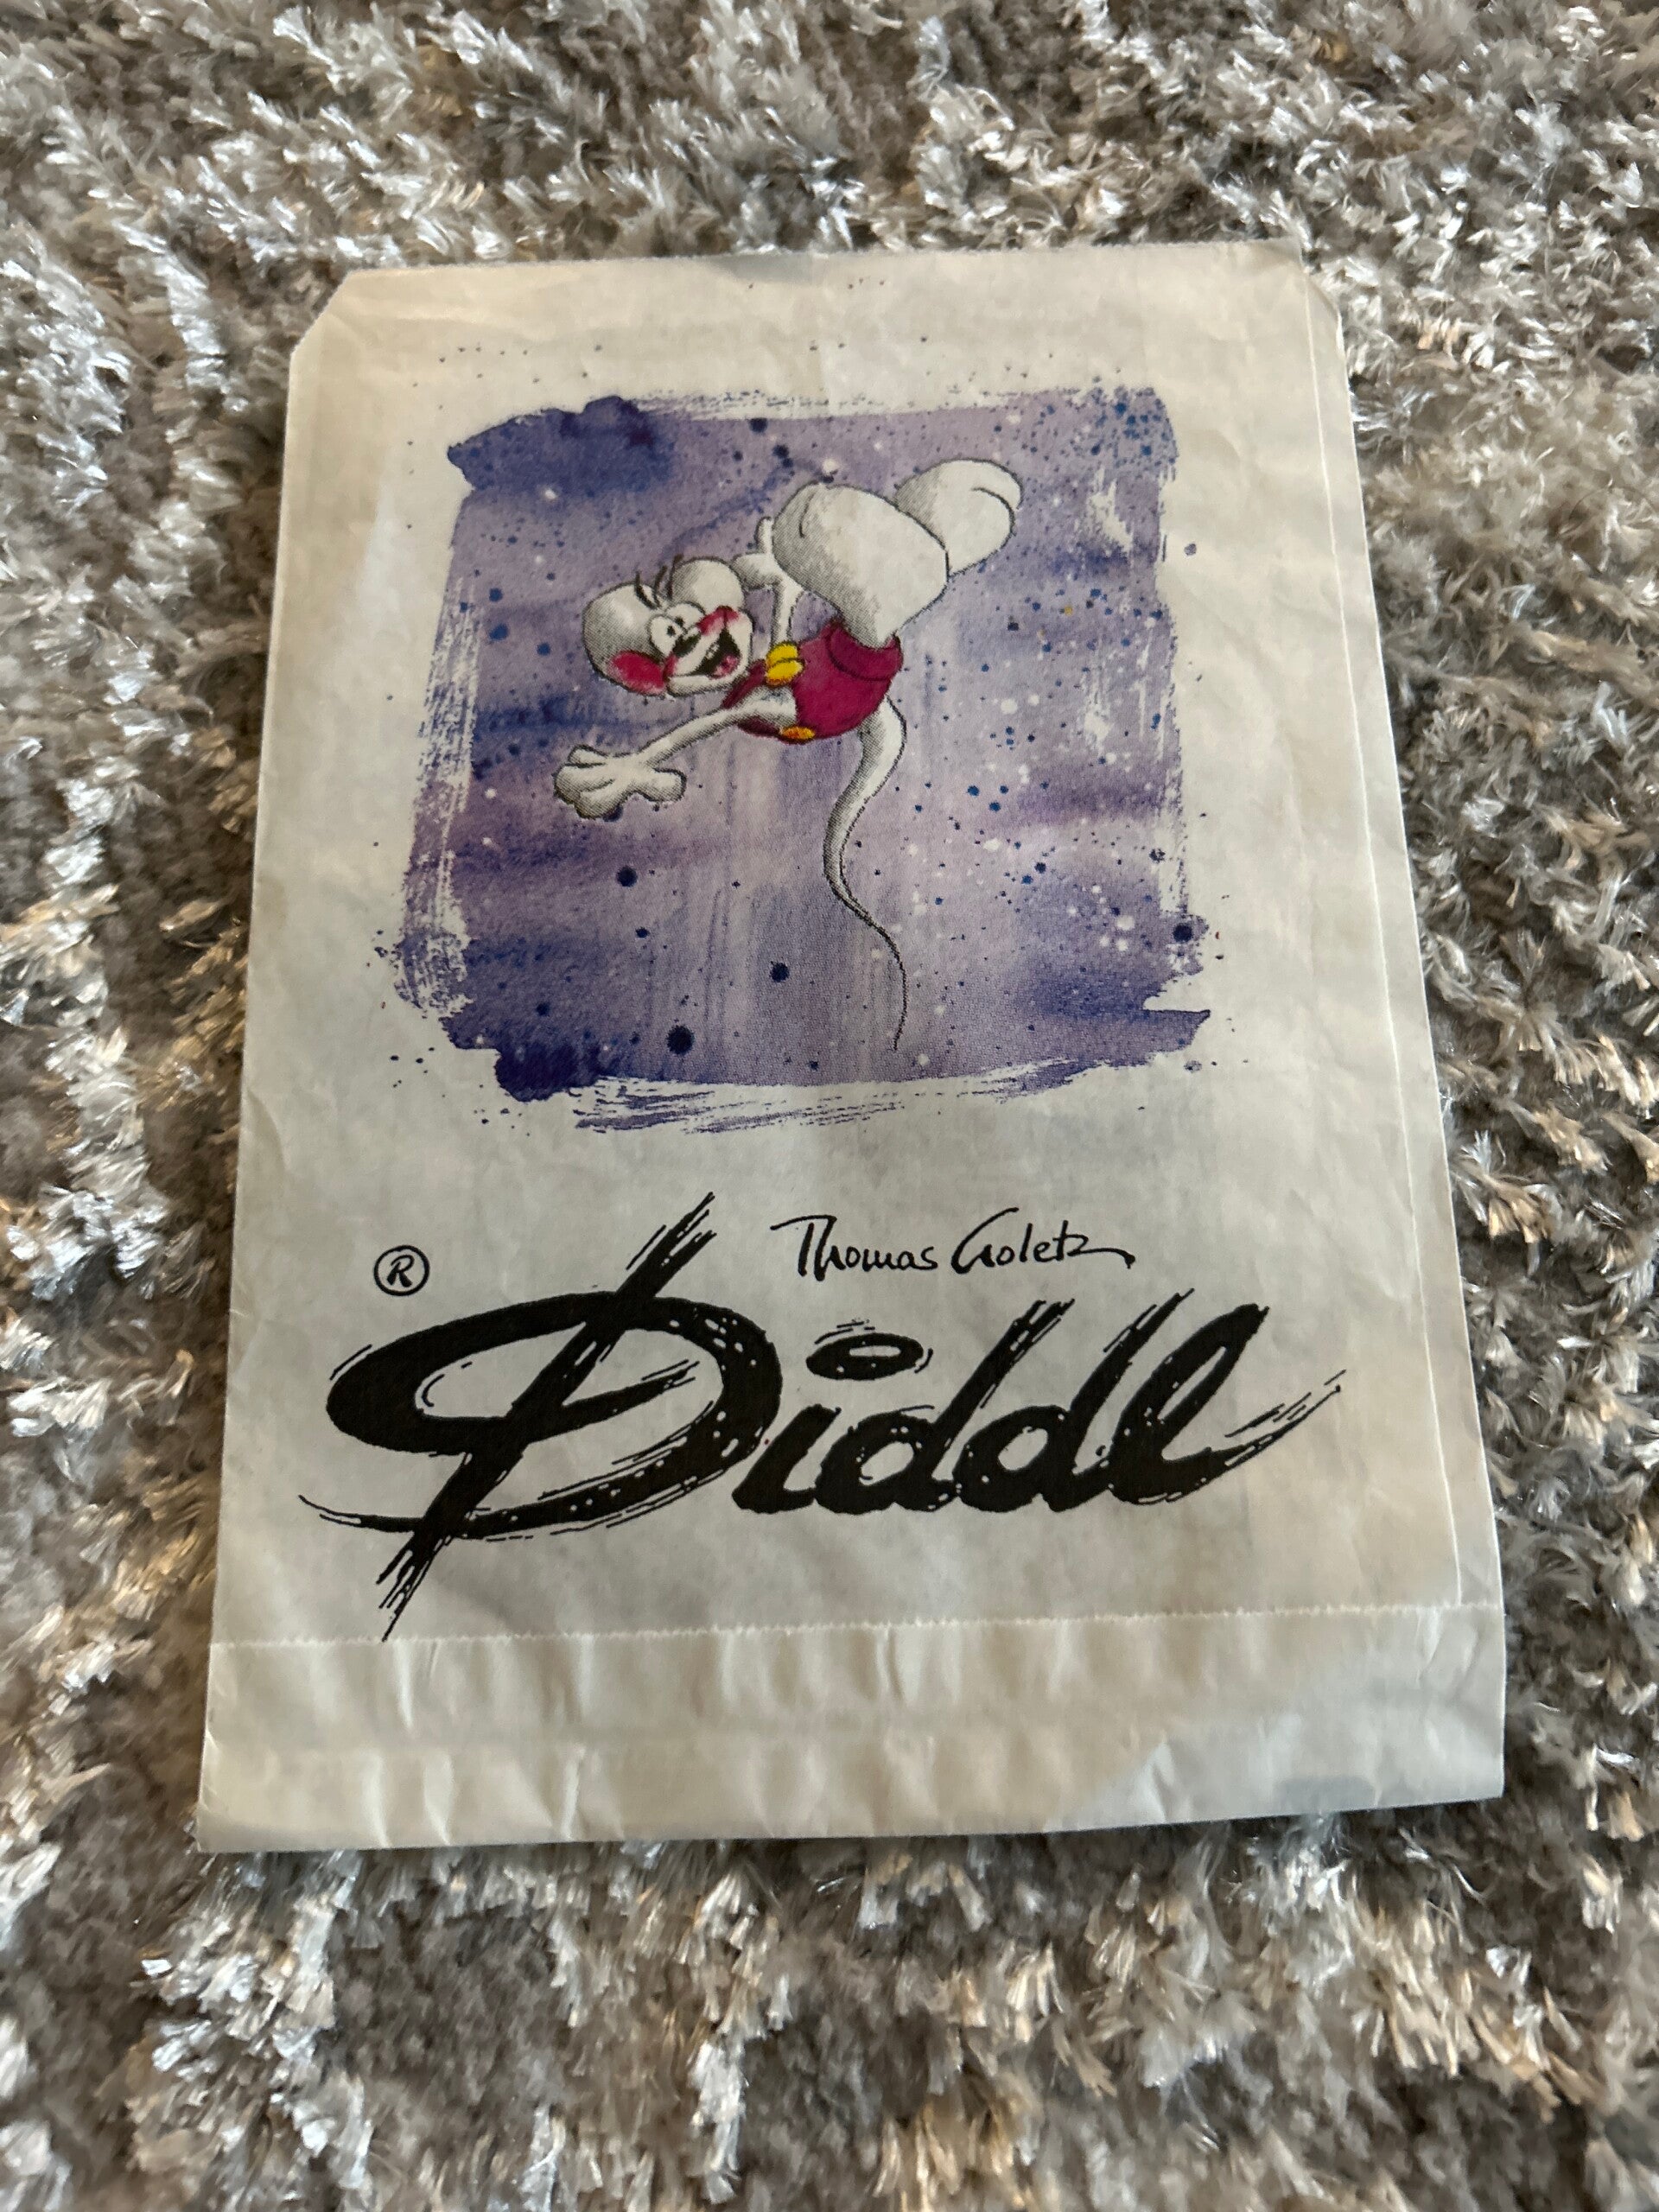 Thomas Goletz
®
Diddl